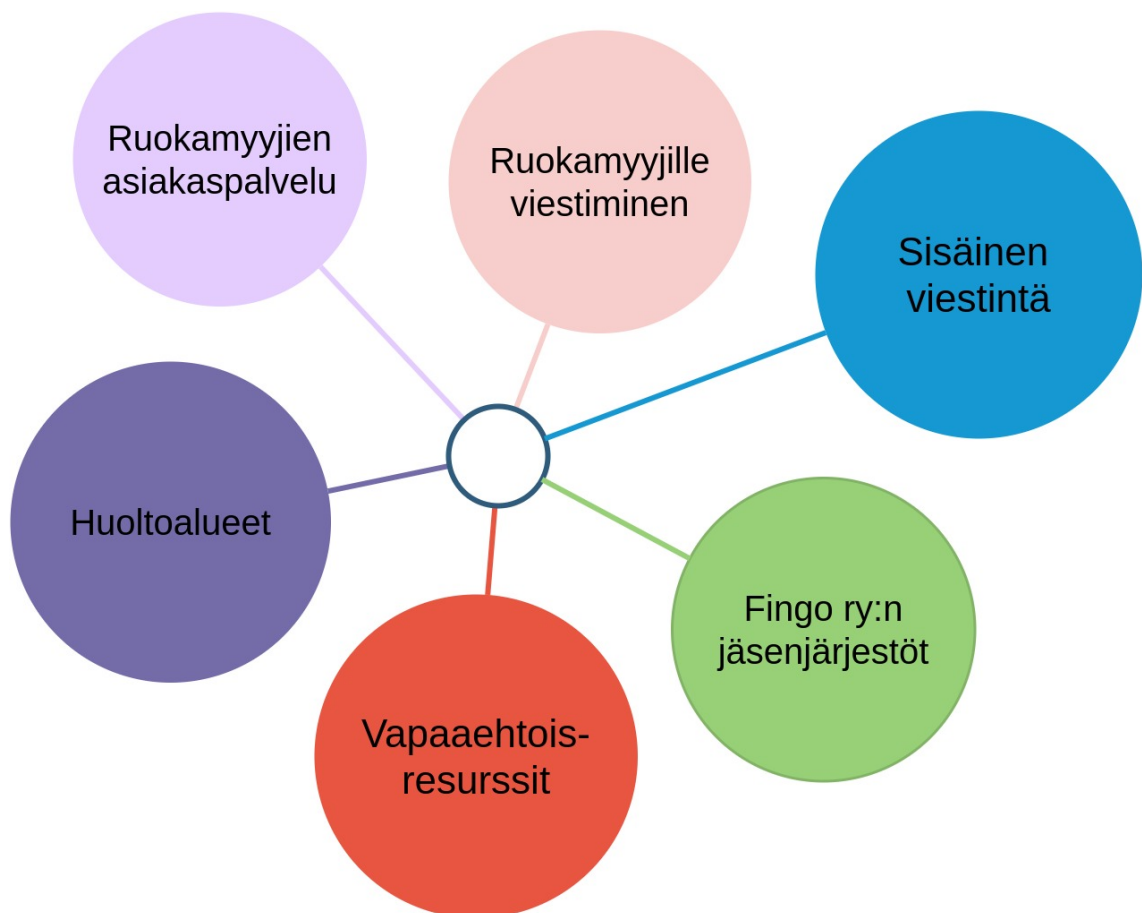 Ruokamyyjien
asiakaspalvelu
Ruokamyyjille
viestiminen
Sisäinen
viestintä
Huoltoalueet
Fingo ry:n
jäsenjärjestöt
Vapaaehtois-
resurssit